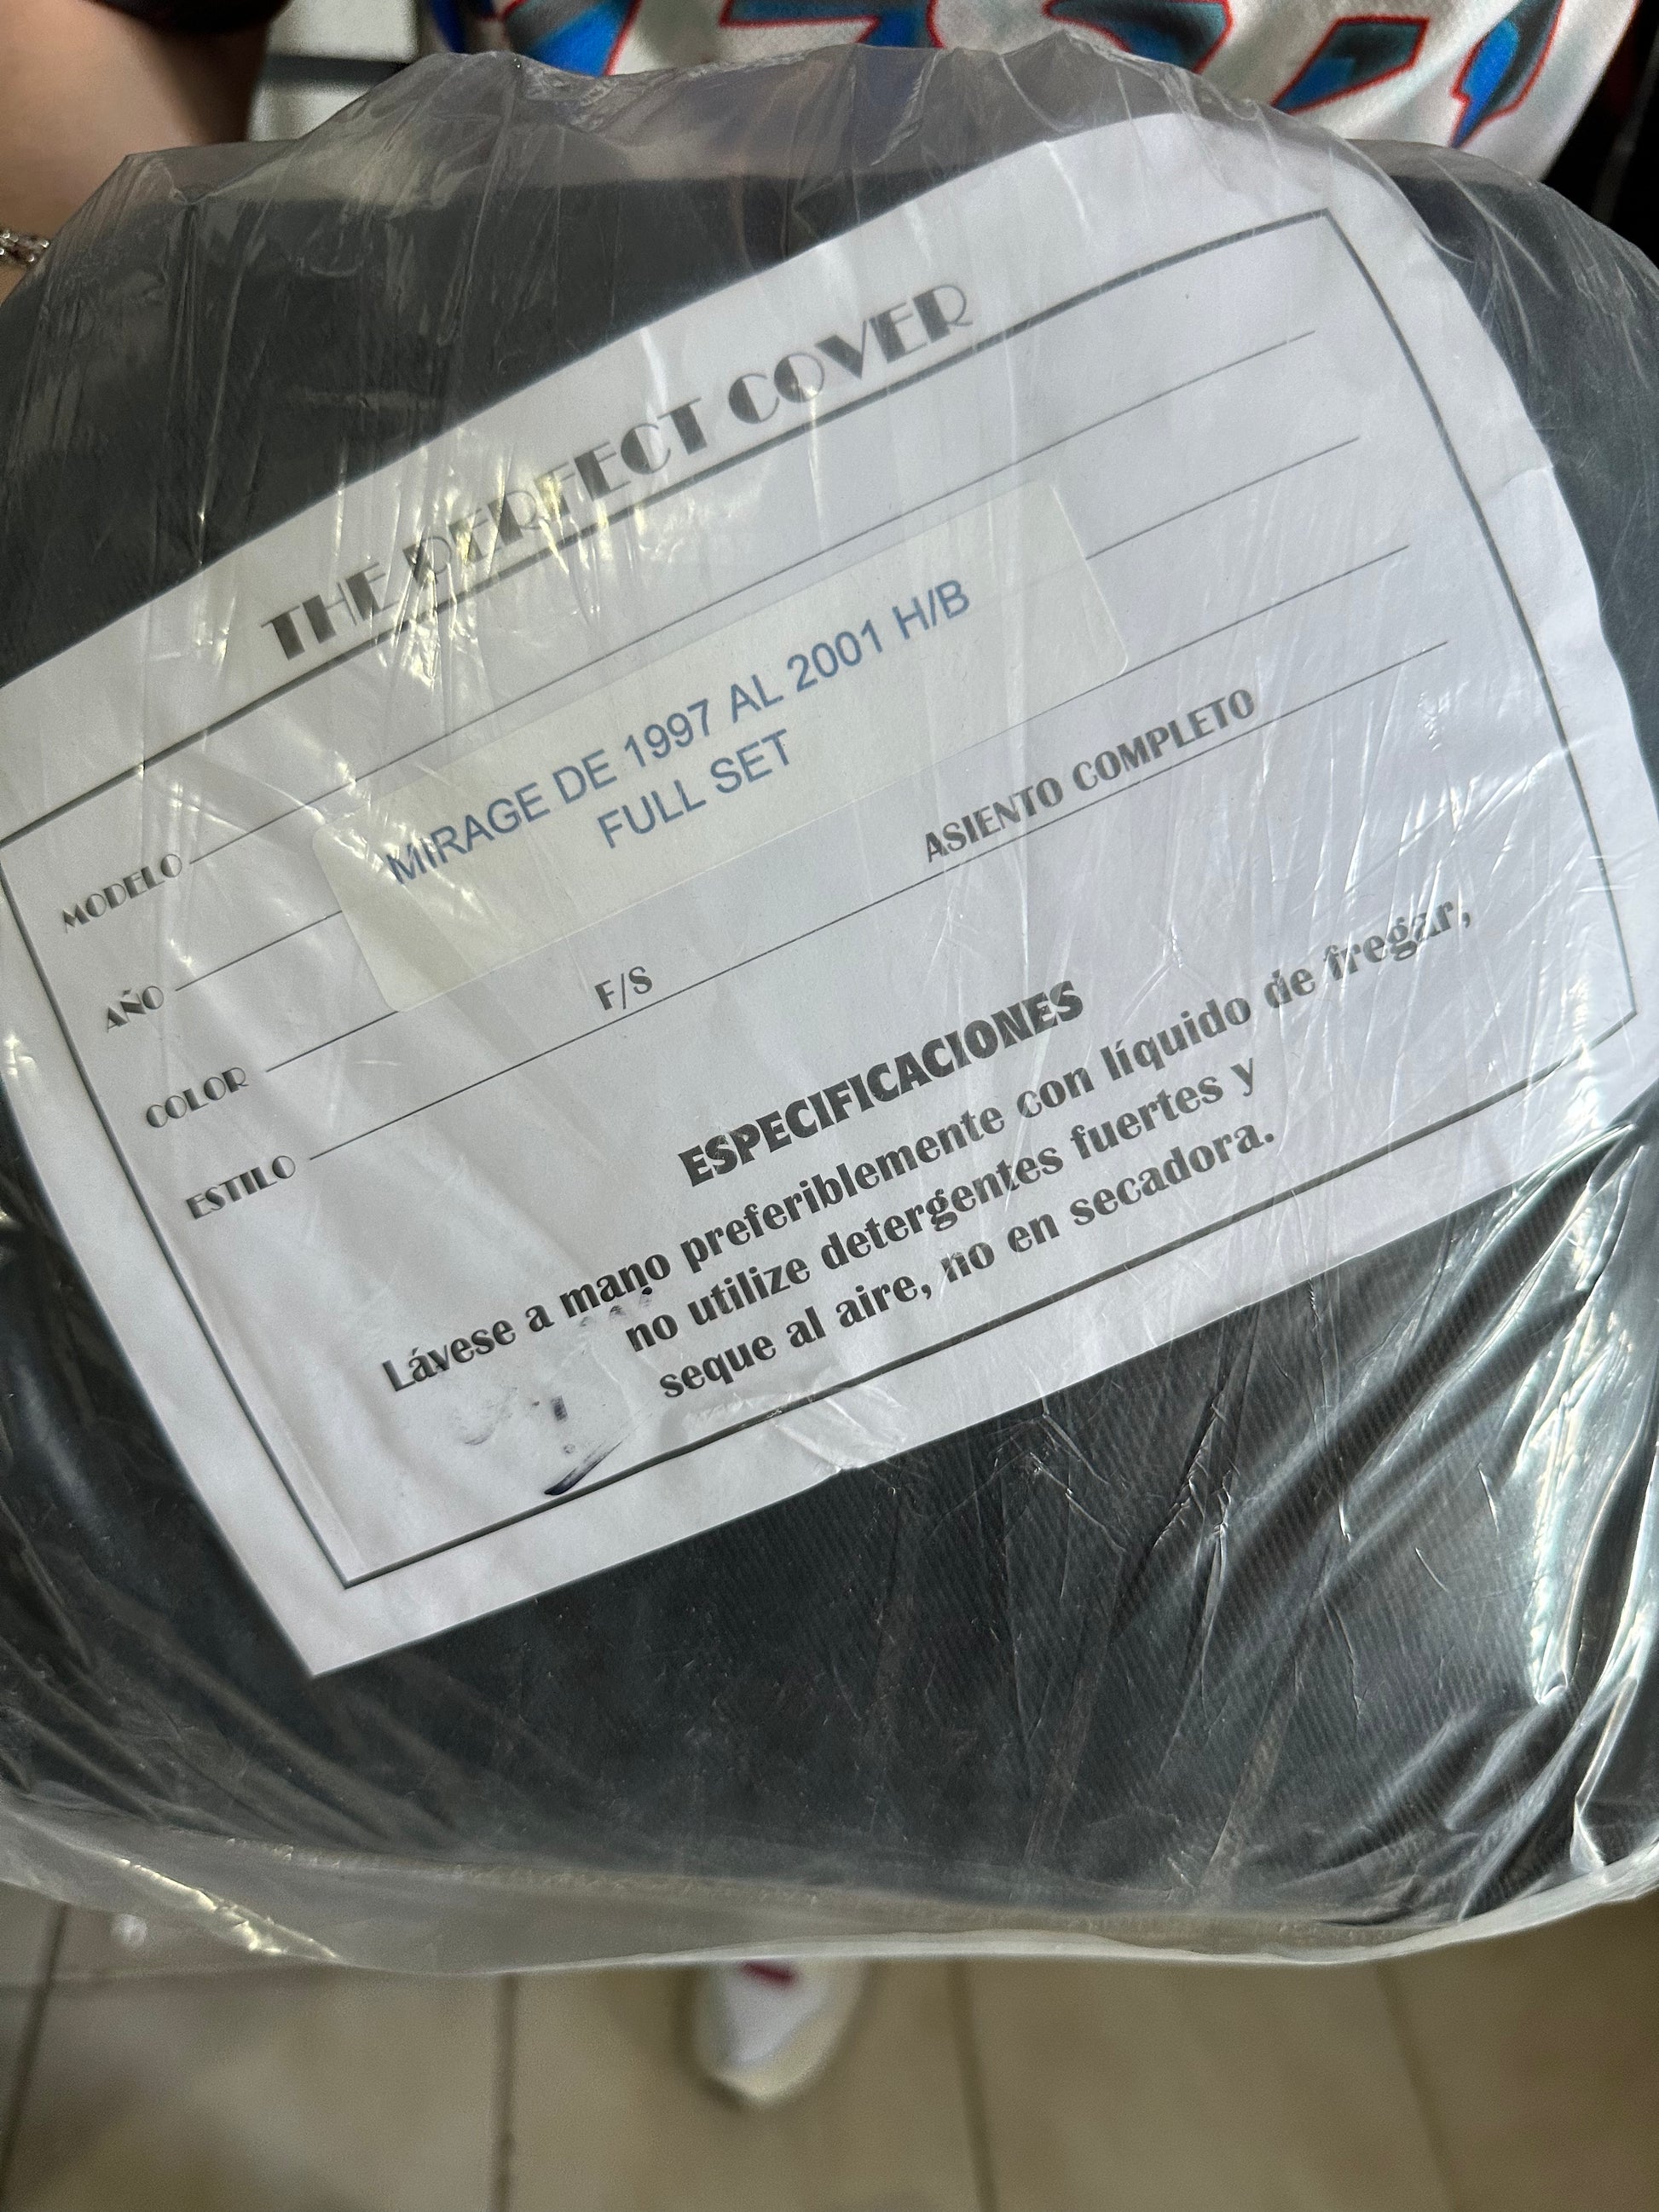 THE PERFECT COVER
MODELO
MIRAGE DE 1997 AL 2001 H/B
FULL SET
AÑO
COLOR
ESTILO
F/S
ASIENTO COMPLETO
ESPECIFICACIONES
Lávese a mano preferiblemente con líquido de fregar,
no utilize detergentes fuertes y
seque al aire, no en secadora.